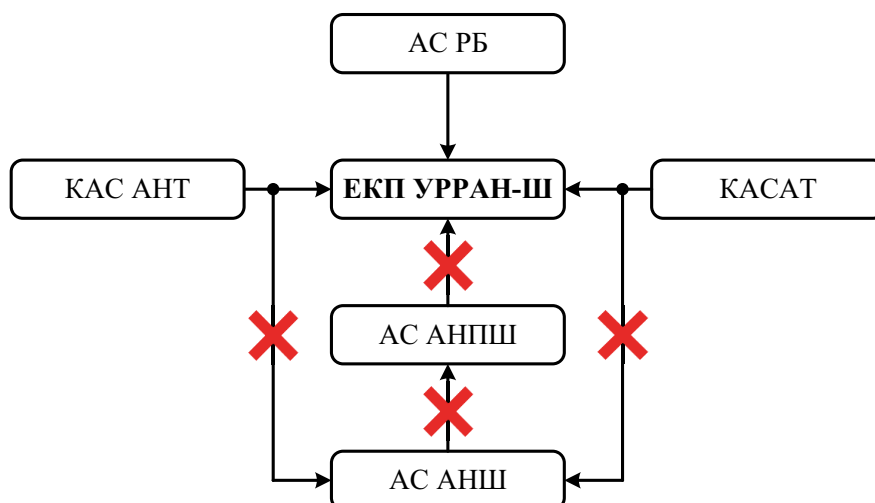 АС РБ
КАС АНТ
ЕКП УРРАН-Ш
КАСАТ
АС АНПШ
АС АНШ